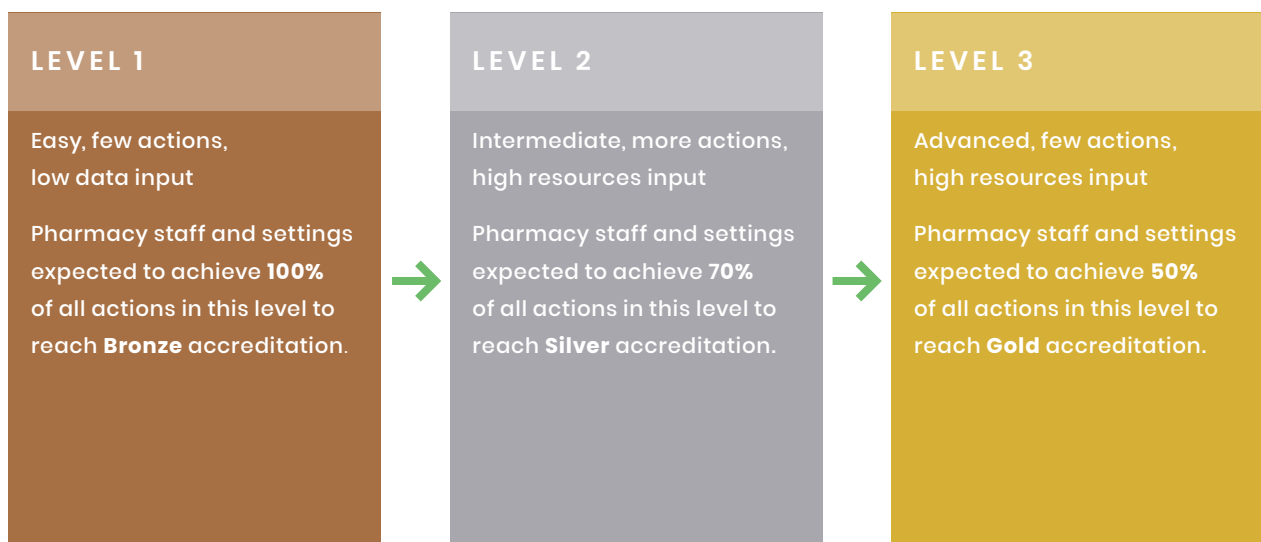 LEVEL 1
Easy, few actions,
low data input
Pharmacy staff and settings
expected to achieve 100%
of all actions in this level to
reach Bronze accreditation.
LEVEL 2
Intermediate, more actions,
high resources input
Pharmacy staff and settings
expected to achieve 70%
of all actions in this level to
reach Silver accreditation.
LEVEL 3
Advanced, few actions,
high resources input
Pharmacy staff and settings
expected to achieve 50%
of all actions in this level to
reach Gold accreditation.